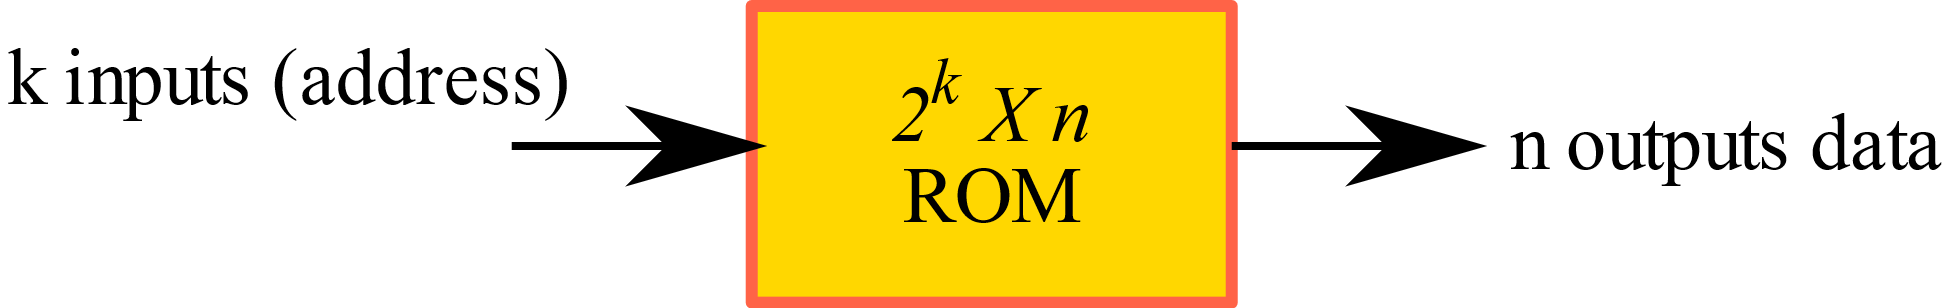 k inputs (address)
2^k X n
ROM
n outputs data